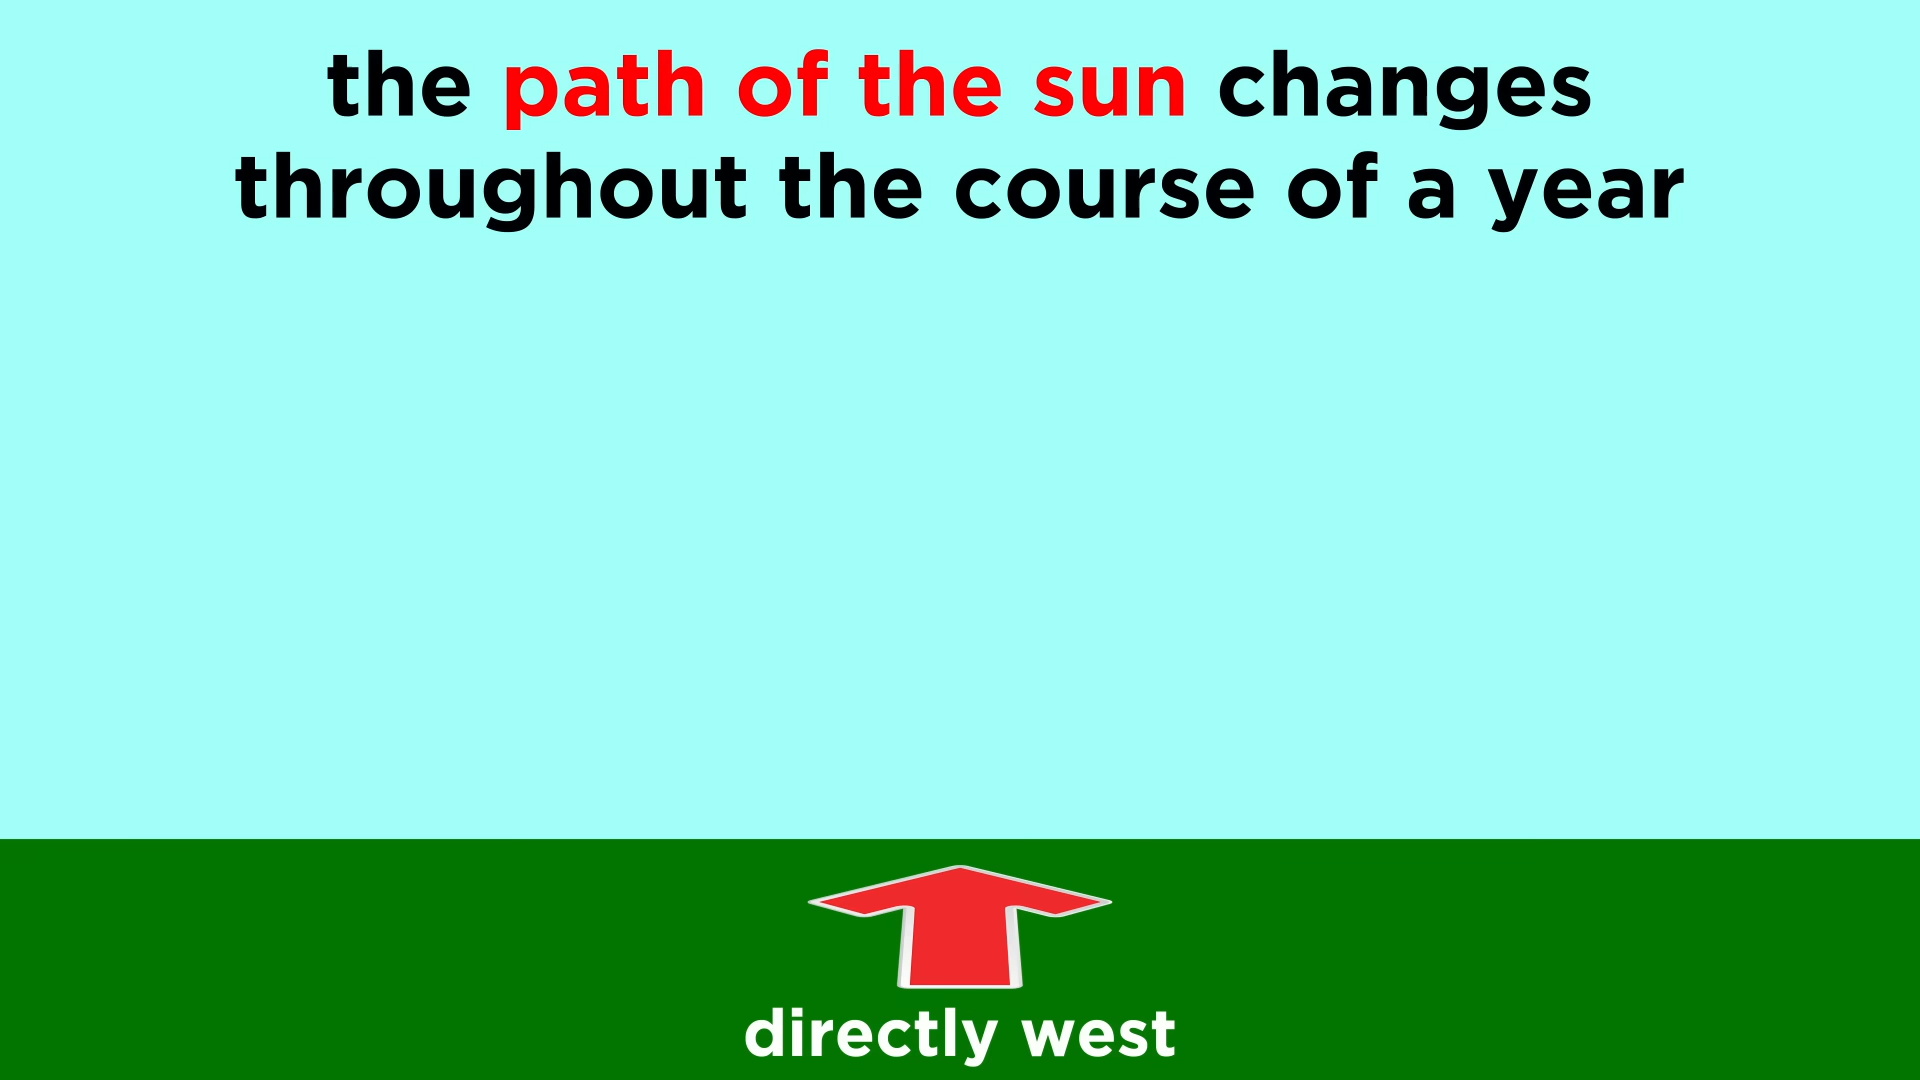 the path of the sun changes
throughout the course of a year
directly west